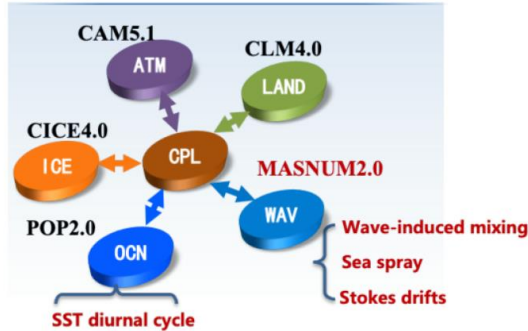 CAM5.1
ATM
CLM4.0
LAND
CICE4.0
ICE
CPL
MASNUM2.0
WAV
POP2.0
OCN
Wave-induced mixing
Sea spray
Stokes drifts
SST diurnal cycle